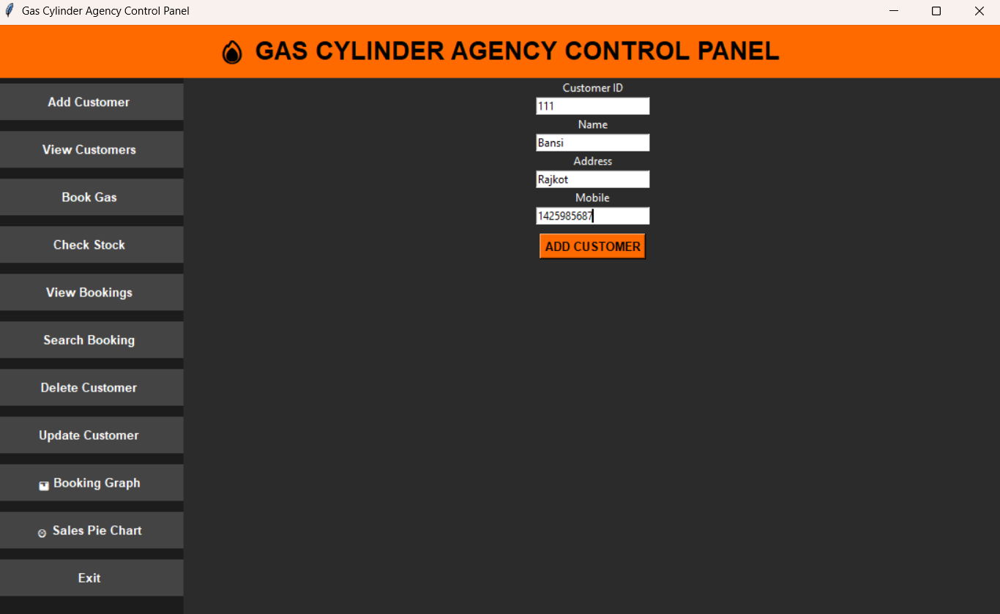 Gas Cylinder Agency Control Panel
GAS CYLINDER AGENCY CONTROL PANEL
Add Customer
View Customers
Book Gas
Check Stock
View Bookings
Search Booking
Delete Customer
Update Customer
Booking Graph
Sales Pie Chart
Exit
Customer ID
111
Name
Bansi
Address
Rajkot
Mobile
1425985687
ADD CUSTOMER